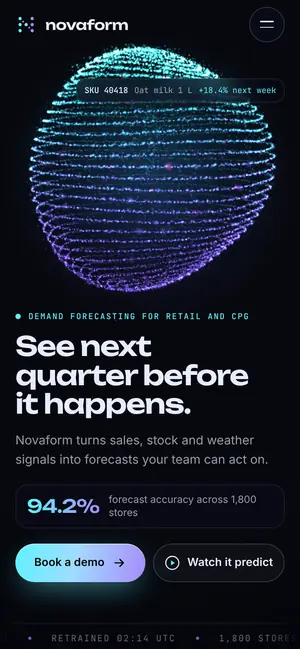 novaform
SKU 40418 Oat milk 1 L +18.4% next week
DEMAND FORECASTING FOR RETAIL AND CPG
See next
quarter before
it happens.
Novaform turns sales, stock and weather
signals into forecasts your team can act on.
94.2%
forecast accuracy across 1,800
stores
Book a demo →
Watch it predict
• RETRAINED 02:14 UTC • 1,800 STORES